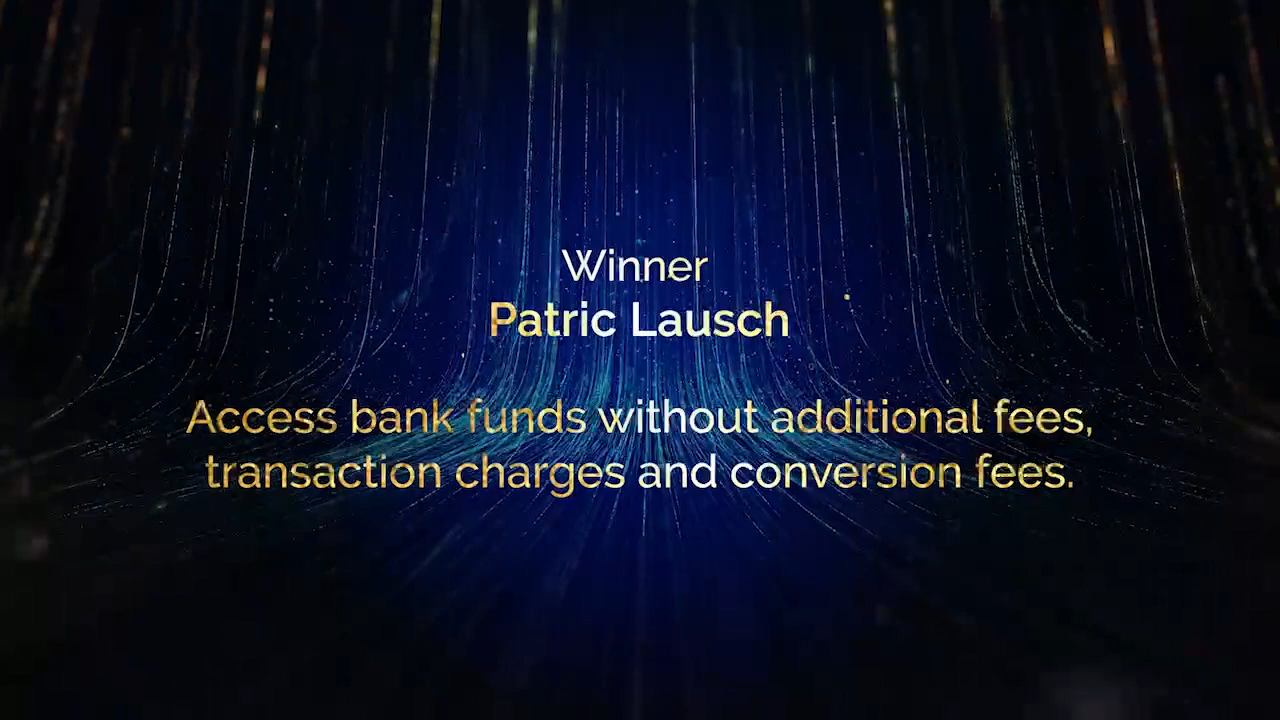 Winner
Patric Lausch
Access bank funds without additional fees,
transaction charges and conversion fees.